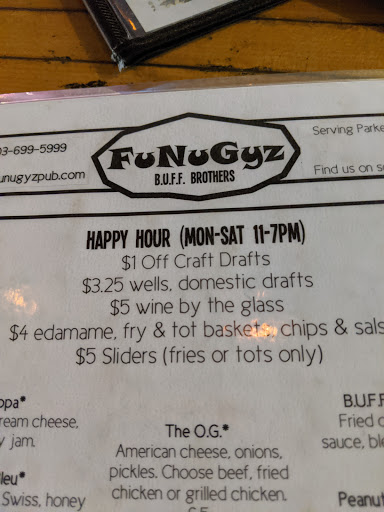 03-699-5999
unugyzpub.com
FuNuGyz
B.U.F.F. BROTHERS
Serving Parke
Find us on so
HAPPY HOUR (MON-SAT 11-7PM)
$1 Off Craft Drafts
$3.25 wells, domestic drafts
$5 wine by the glass
$4 edamame, fry & tot baskets, chips & sals
$5 Sliders (fries or tots only)
opa*
ream cheese,
y jam.
leu*
Swiss, honey
The O.G.*
American cheese, onions,
pickles. Choose beef, fried
chicken or grilled chicken.
B.U.F.F
Fried c
sauce, ble
Peanut